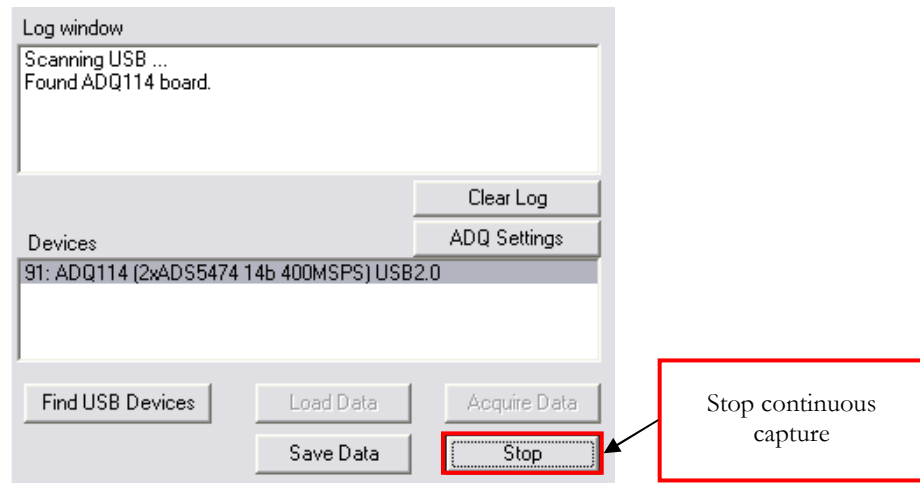 Log window
Scanning USB ...
Found ADQ114 board.
Clear Log
ADQ Settings
Devices
91: ADQ114 (2xADS5474 14b 400MSPS) USB2.0
Find USB Devices
Load Data
Acquire Data
Save Data
Stop
Stop continuous
capture